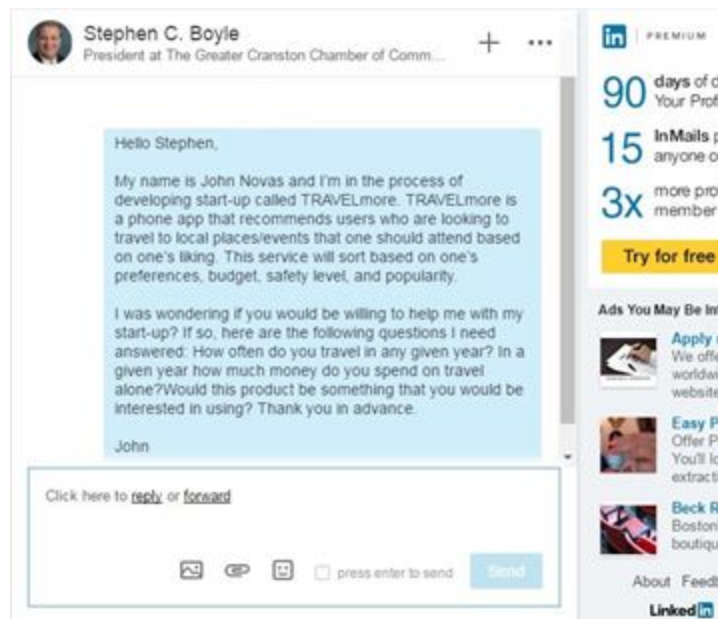 Stephen C. Boyle
President at The Greater Cranston Chamber of Comm...
Hello Stephen,
My name is John Novas and I'm in the process of
developing start-up called TRAVELmore. TRAVELmore is
a phone app that recommends users who are looking to
travel to local places/events that one should attend based
on one's liking. This service will sort based on one's
preferences, budget, safety level, and popularity.
I was wondering if you would be willing to help me with my
start-up? If so, here are the following questions I need
answered: How often do you travel in any given year? In a
given year how much money do you spend on travel
alone?Would this product be something that you would be
interested in using? Thank you in advance.
John
Click here to reply or forward
press enter to send
Send
in PREMIUM
90 days of
Your Prof
15 InMails
anyone
3x more pro
member
Try for free
Ads You May Be Int
Apply
We offe
worldwi
website
Easy P
Offer P
You'll lo
extracti
Beck R
Boston
boutiqu
About Feedb
Linked in